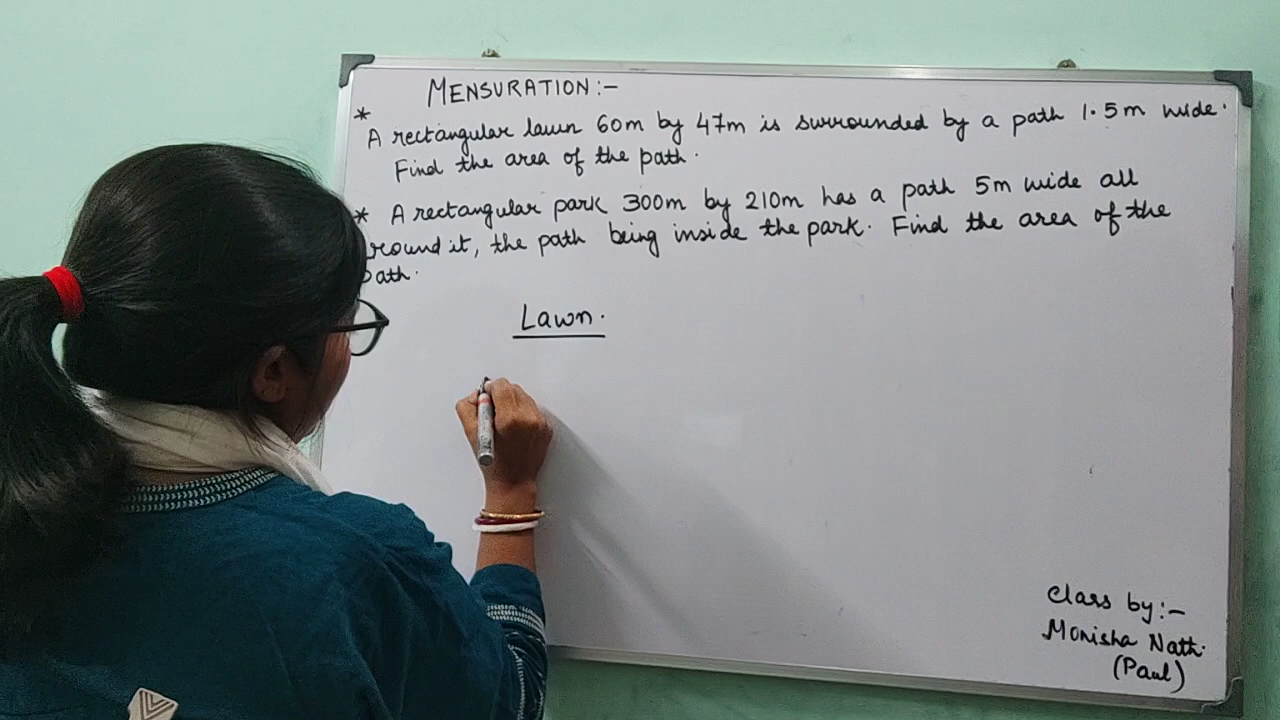 MENSURATION:-
* A rectangular lawn 60m by 47m is surrounded by a path 1.5m wide.
Find the area of the path.
* A rectangular park 300m by 210m has a path 5m wide all
round it, the path being inside the park. Find the area of the
path.
Lawn.
Class by:-
Monisha Nath.
(Paul)